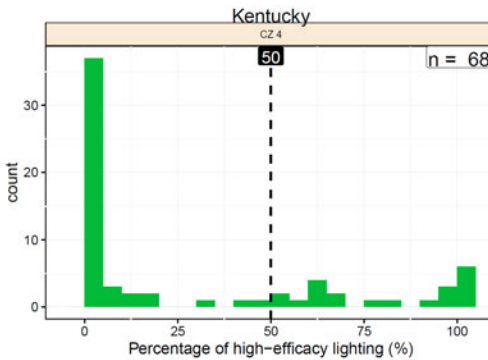 Kentucky
CZ 4
50
n = 68
30
20
10
0
count
0 25 50 75 100
Percentage of high-efficacy lighting (%)